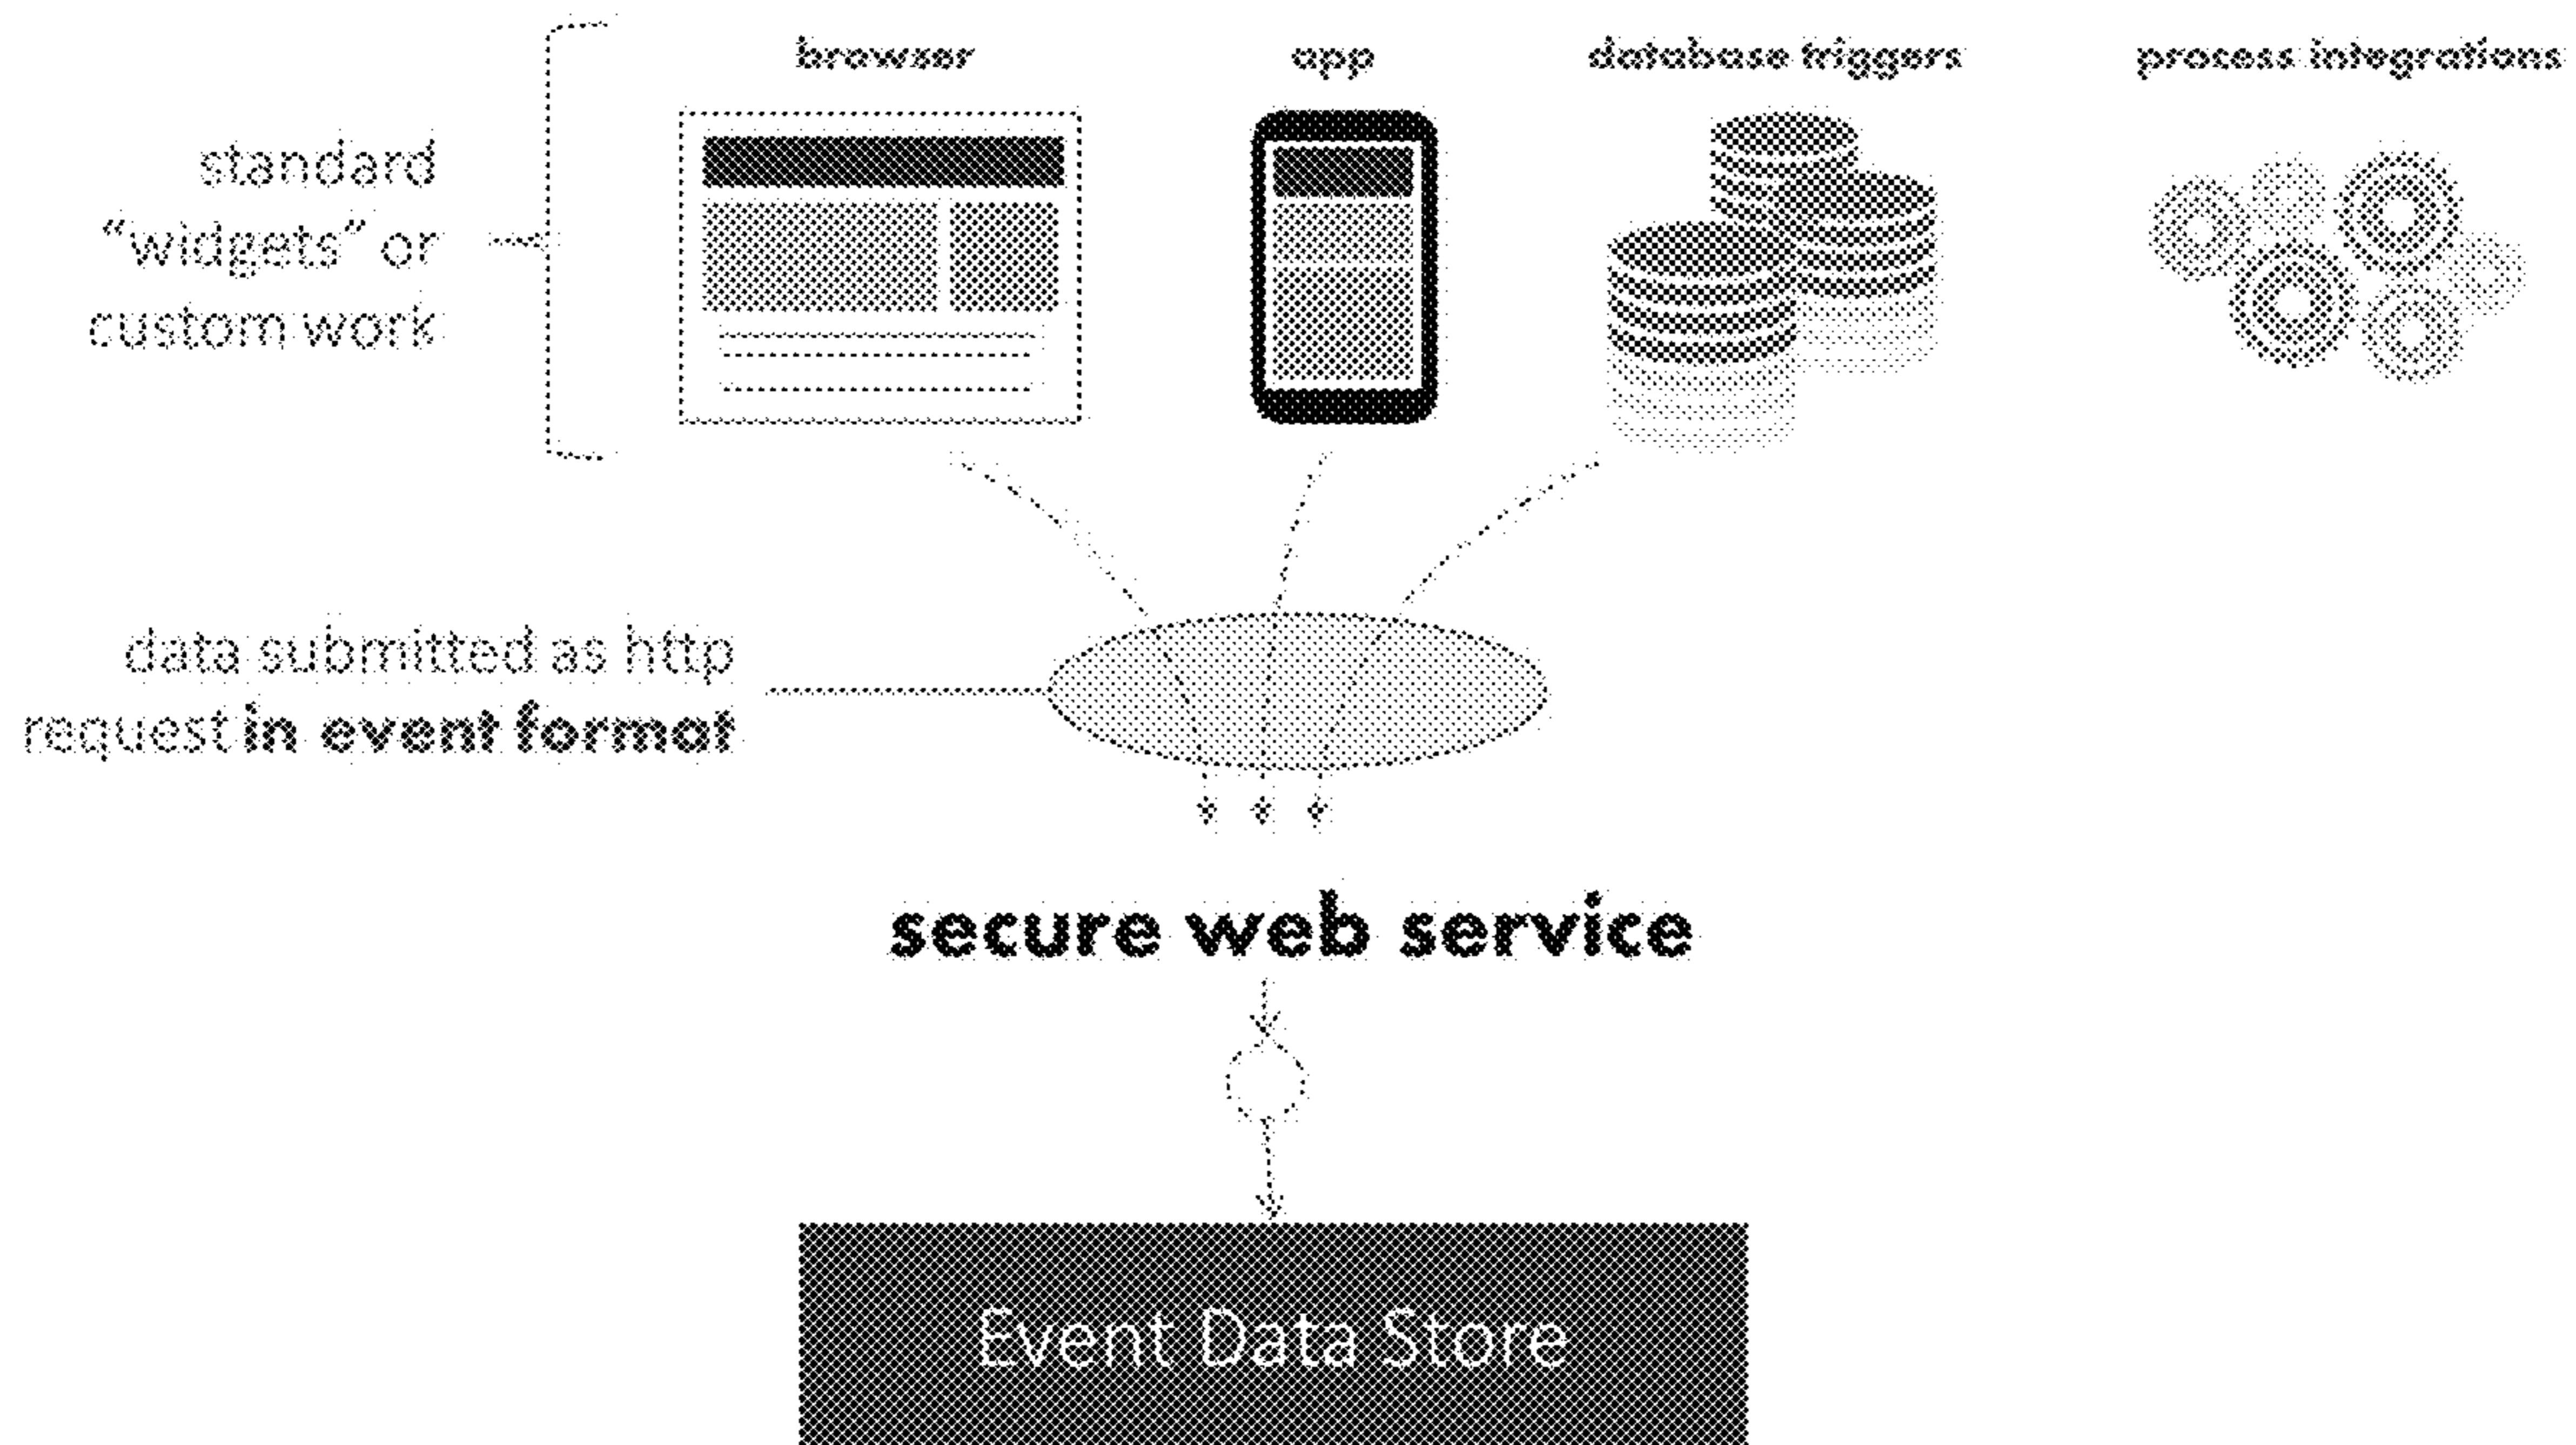 browser
app
database triggers
process integrations
standard
“widgets” or
custom work
data submitted as http
request in event format
secure web service
Event Data Store